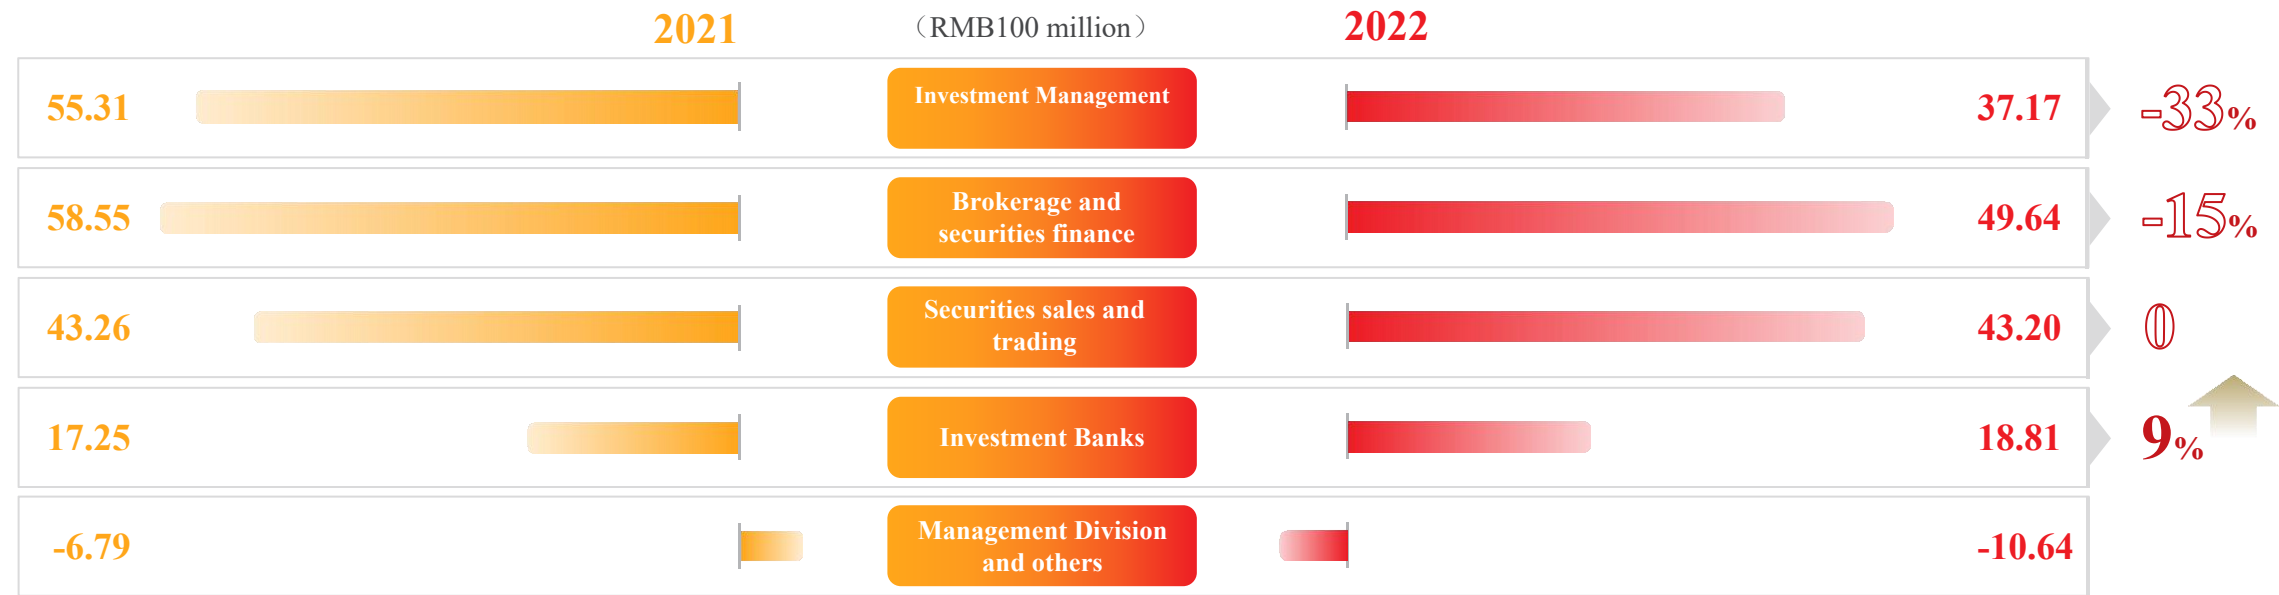 2021 （RMB100 million） 2022
55.31 Investment Management 37.17 -33%
58.55 Brokerage and securities finance 49.64 -15%
43.26 Securities sales and trading 43.20 0
17.25 Investment Banks 18.81 9%
-6.79 Management Division and others -10.64